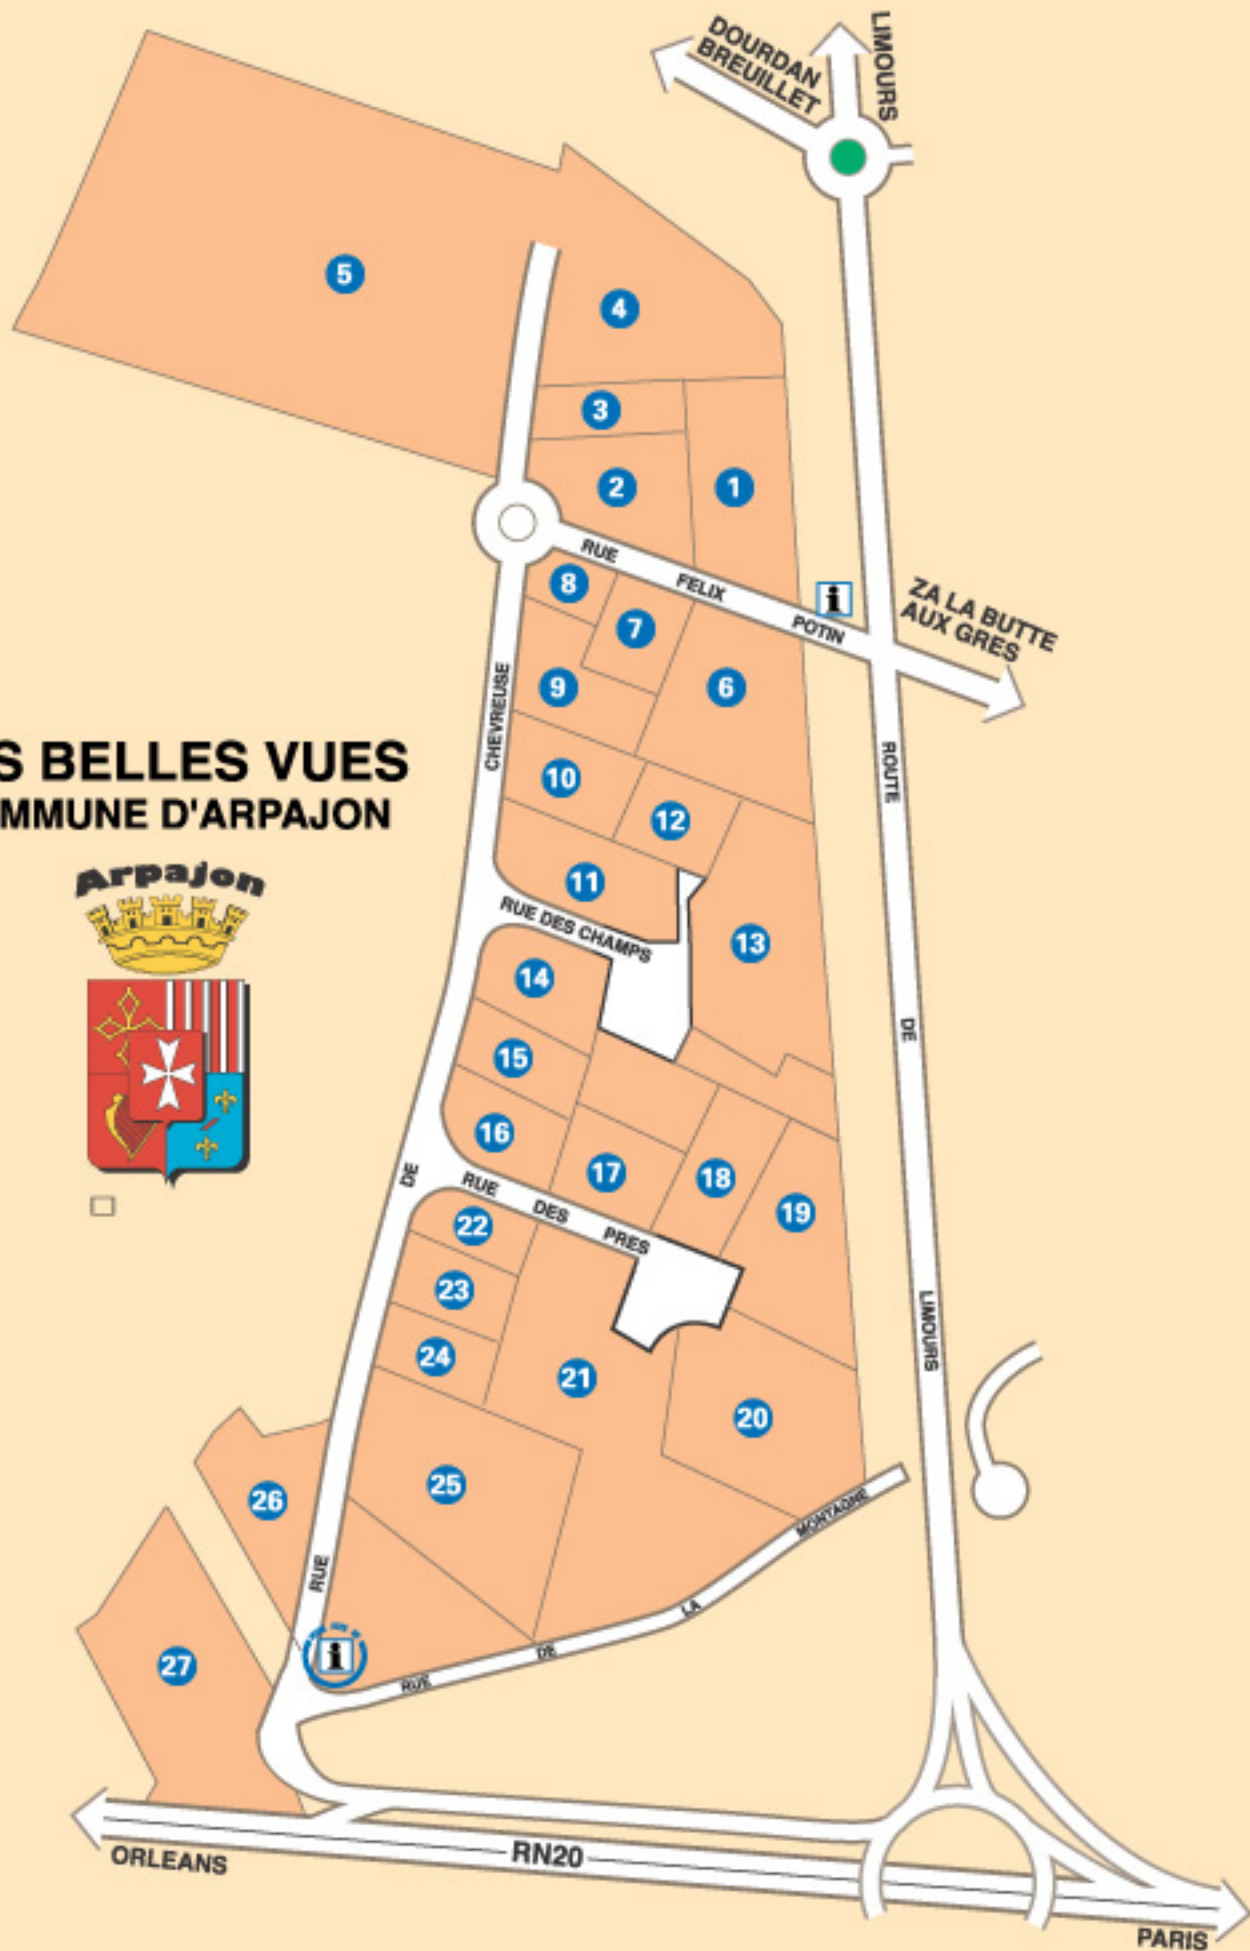 DOURDAN
BREUILLET
LIMOURS
5
4
3
2
1
RUE FELIX POTIN
i
ZA LA BUTTE
AUX GRES
8
7
9
6
CHEVREUSE
S BELLES VUES
MMUNE D'ARPAJON
Arpajon
10
12
11
RUE DES CHAMPS
13
14
15
16
17
18
19
DE
RUE DES PRES
22
23
24
21
20
25
26
27
RUE
i
RUE DE LA MONTAGNE
ROUTE
DE
LIMOURS
ORLEANS
RN20
PARIS